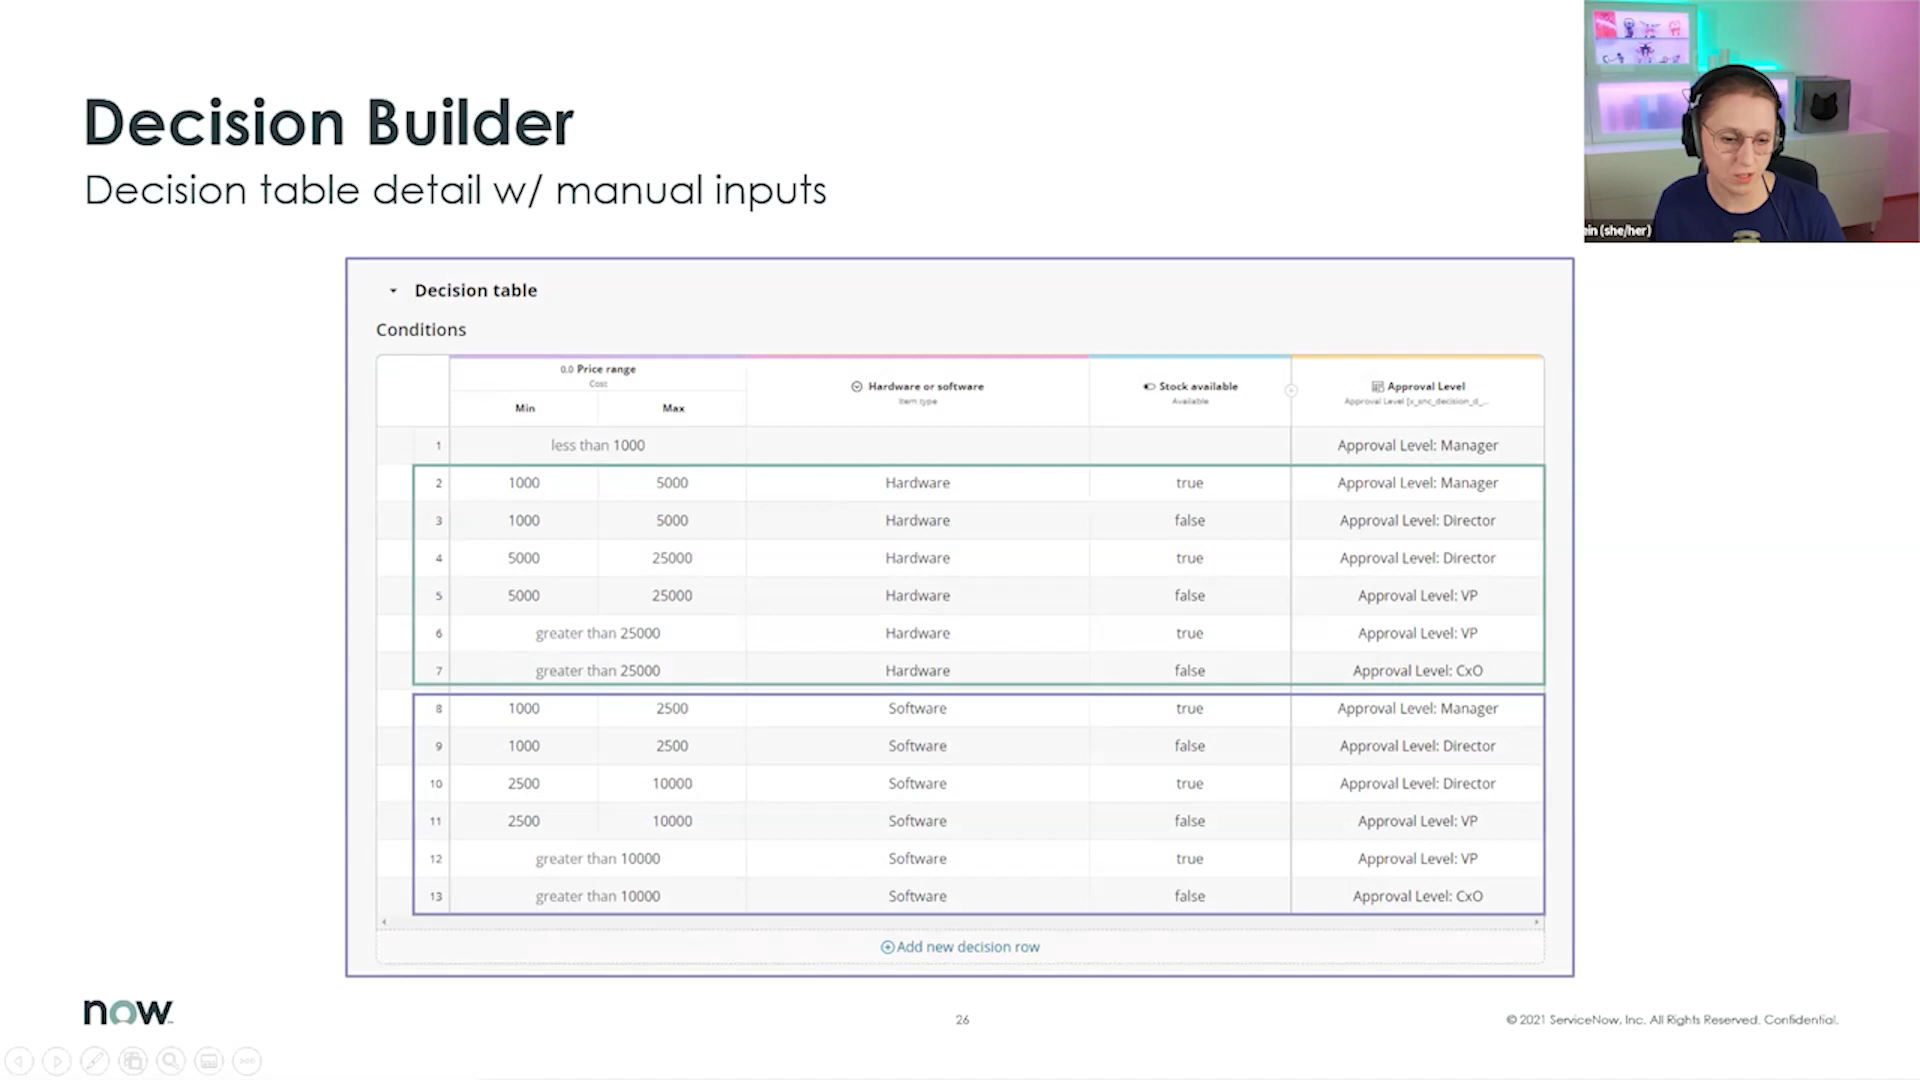 Decision Builder
Decision table detail w/ manual inputs
ein (she/her)
Decision table
Conditions
0.0 Price range
Cost
Min Max
Hardware or software
Item type
Stock available
Available
Approval Level
Approval Level [x_snc_decision_d_...
1 less than 1000 Approval Level: Manager
2 1000 5000 Hardware true Approval Level: Manager
3 1000 5000 Hardware false Approval Level: Director
4 5000 25000 Hardware true Approval Level: Director
5 5000 25000 Hardware false Approval Level: VP
6 greater than 25000 Hardware true Approval Level: VP
7 greater than 25000 Hardware false Approval Level: CxO
8 1000 2500 Software true Approval Level: Manager
9 1000 2500 Software false Approval Level: Director
10 2500 10000 Software true Approval Level: Director
11 2500 10000 Software false Approval Level: VP
12 greater than 10000 Software true Approval Level: VP
13 greater than 10000 Software false Approval Level: CxO
Add new decision row
now
26
© 2021 ServiceNow, Inc. All Rights Reserved. Confidential.